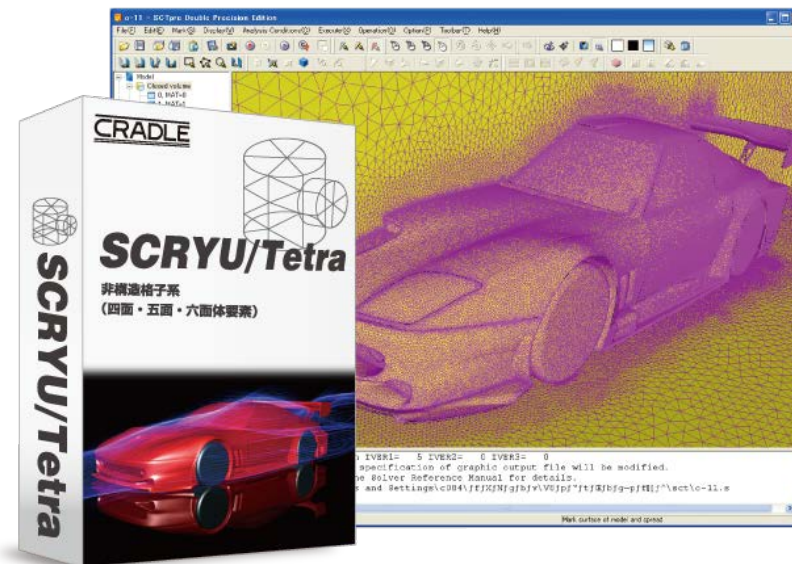 o-11 - SCTpre Double Precision Edition
File(F) Edit(E) Mark(S) Display(V) Analysis Conditions(C) Execute(X) Operation(O) Option(P) Toolbar(T) Help(H)
Model
Closed volume
0, MAT=0
1, MAT=1
CRADLE
SCRYU/Tetra
非構造格子系
(四面・五面・六面体要素)
SCRYU/Tetra
IVER1= 5 IVER2= 0 IVER3= 0
specification of graphic output file will be modified.
Solver Reference Manual for details.
Mark surface of model and spread